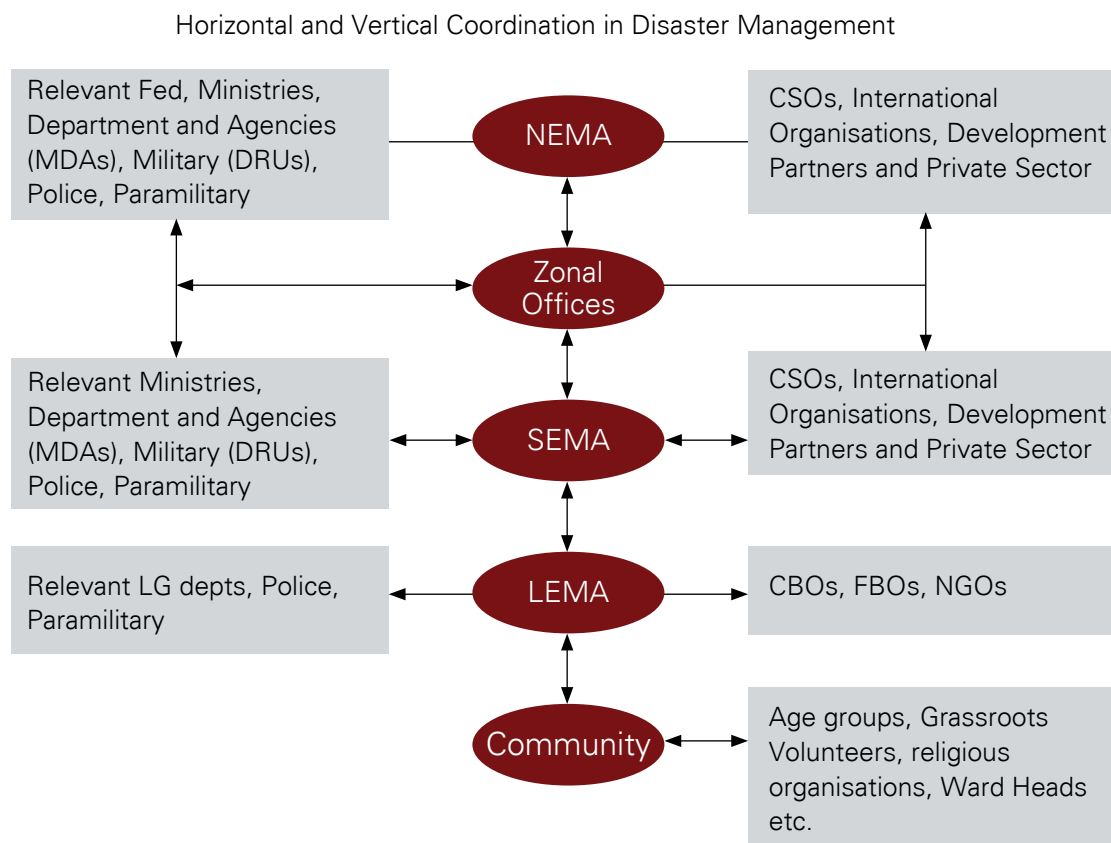 Horizontal and Vertical Coordination in Disaster Management
Relevant Fed, Ministries,
Department and Agencies
(MDAs), Military (DRUs),
Police, Paramilitary
NEMA
CSOs, International
Organisations, Development
Partners and Private Sector
Zonal
Offices
Relevant Ministries,
Department and Agencies
(MDAs), Military (DRUs),
Police, Paramilitary
SEMA
CSOs, International
Organisations, Development
Partners and Private Sector
Relevant LG depts, Police,
Paramilitary
LEMA
CBOs, FBOs, NGOs
Community
Age groups, Grassroots
Volunteers, religious
organisations, Ward Heads
etc.